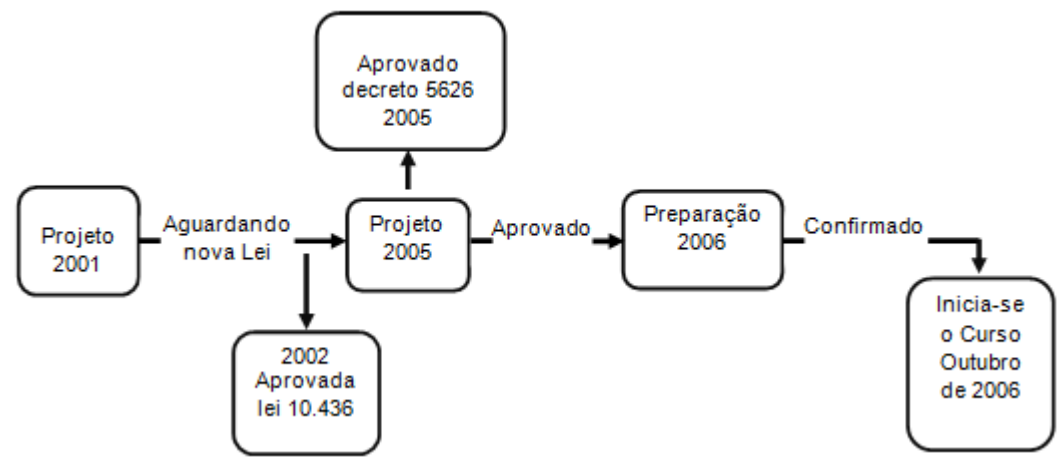 Aprovado
decreto 5626
2005
Projeto
2001
Aguardando
nova Lei
Projeto
2005
Aprovado
Preparação
2006
Confirmado
2002
Aprovada
lei 10.436
Inicia-se
o Curso
Outubro
de 2006